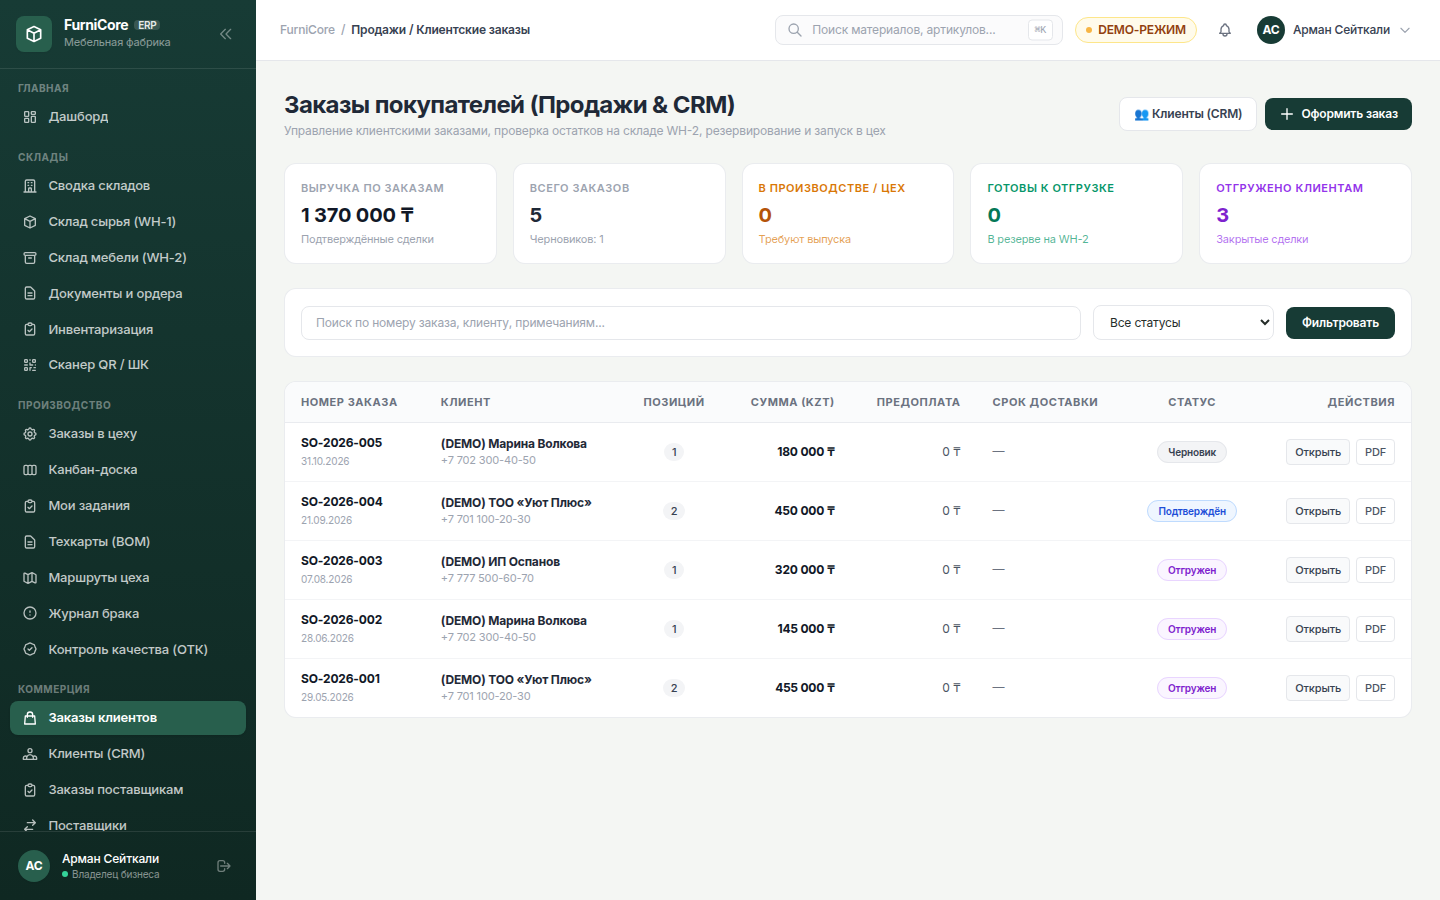 FurniCore ERP
Мебельная фабрика
ГЛАВНАЯ
Дашборд
СКЛАДЫ
Сводка складов
Склад сырья (WH-1)
Склад мебели (WH-2)
Документы и ордера
Инвентаризация
Сканер QR / ШК
ПРОИЗВОДСТВО
Заказы в цеху
Канбан-доска
Мои задания
Техкарты (BOM)
Маршруты цеха
Журнал брака
Контроль качества (ОТК)
КОММЕРЦИЯ
Заказы клиентов
Клиенты (CRM)
Заказы поставщикам
Поставщики
АС Арман Сейткали
Владелец бизнеса
FurniCore / Продажи / Клиентские заказы
Поиск материалов, артикулов... ⌘K
DEMO-РЕЖИМ
АС Арман Сейткали
Заказы покупателей (Продажи & CRM)
Управление клиентскими заказами, проверка остатков на складе WH-2, резервирование и запуск в цех
👥 Клиенты (CRM)
Оформить заказ
ВЫРУЧКА ПО ЗАКАЗАМ
1 370 000 ₸
Подтверждённые сделки
ВСЕГО ЗАКАЗОВ
5
Черновиков: 1
В ПРОИЗВОДСТВЕ / ЦЕХ
0
Требуют выпуска
ГОТОВЫ К ОТГРУЗКЕ
0
В резерве на WH-2
ОТГРУЖЕНО КЛИЕНТАМ
3
Закрытые сделки
Поиск по номеру заказа, клиенту, примечаниям...
Все статусы
Фильтровать
НОМЕР ЗАКАЗА КЛИЕНТ ПОЗИЦИЙ СУММА (KZT) ПРЕДОПЛАТА СРОК ДОСТАВКИ СТАТУС ДЕЙСТВИЯ
SO-2026-005 (DEMO) Марина Волкова 1 180 000 ₸ 0 ₸ — Черновик Открыть PDF
31.10.2026 +7 702 300-40-50
SO-2026-004 (DEMO) ТОО «Уют Плюс» 2 450 000 ₸ 0 ₸ — Подтверждён Открыть PDF
21.09.2026 +7 701 100-20-30
SO-2026-003 (DEMO) ИП Оспанов 1 320 000 ₸ 0 ₸ — Отгружен Открыть PDF
07.08.2026 +7 777 500-60-70
SO-2026-002 (DEMO) Марина Волкова 1 145 000 ₸ 0 ₸ — Отгружен Открыть PDF
28.06.2026 +7 702 300-40-50
SO-2026-001 (DEMO) ТОО «Уют Плюс» 2 455 000 ₸ 0 ₸ — Отгружен Открыть PDF
29.05.2026 +7 701 100-20-30